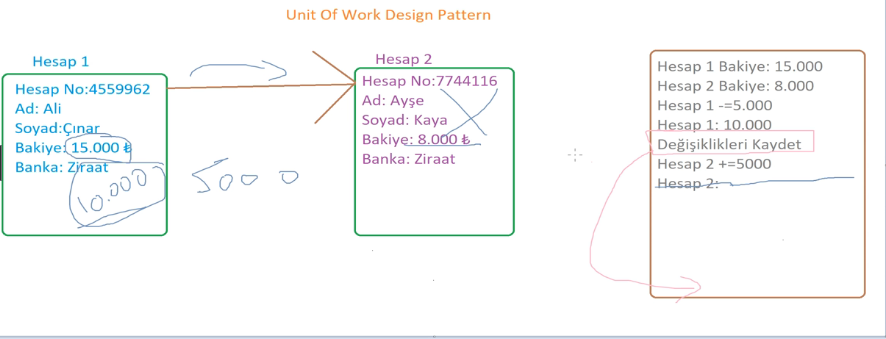 Unit Of Work Design Pattern
Hesap 1
Hesap No:4559962
Ad: Ali
Soyad:Çınar
Bakiye: 15.000 ₺
Banka: Ziraat
10.000
5000
Hesap 2
Hesap No:7744116
Ad: Ayşe
Soyad: Kaya
Bakiye: 8.000 ₺
Banka: Ziraat
Hesap 1 Bakiye: 15.000
Hesap 2 Bakiye: 8.000
Hesap 1 -=5.000
Hesap 1: 10.000
Değişiklikleri Kaydet
Hesap 2 +=5000
Hesap 2: